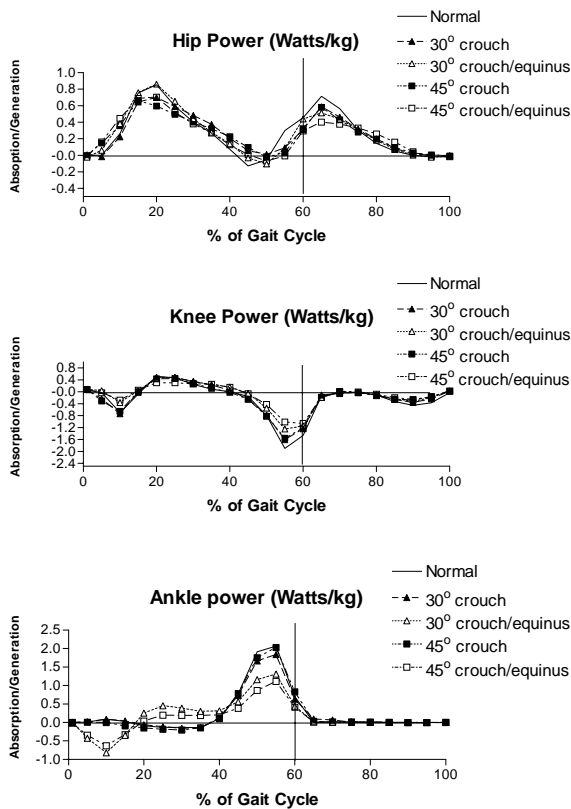 Hip Power (Watts/kg)
Normal
30° crouch
30° crouch/equinus
45° crouch
45° crouch/equinus
Absoption/Generation
1.0
0.8
0.6
0.4
0.2
-0.0
-0.2
-0.4
0 20 40 60 80 100
% of Gait Cycle
Knee Power (Watts/kg)
Normal
30° crouch
30° crouch/equinus
45° crouch
45° crouch/equinus
Absorption/Generation
0.8
0.4
-0.0
-0.4
-0.8
-1.2
-1.6
-2.0
-2.4
0 20 40 60 80 100
% of Gait Cycle
Ankle power (Watts/kg)
Normal
30° crouch
30° crouch/equinus
45° crouch
45° crouch/equinus
Absorption/Generation
2.5
2.0
1.5
1.0
0.5
0.0
-0.5
-1.0
0 20 40 60 80 100
% of Gait Cycle